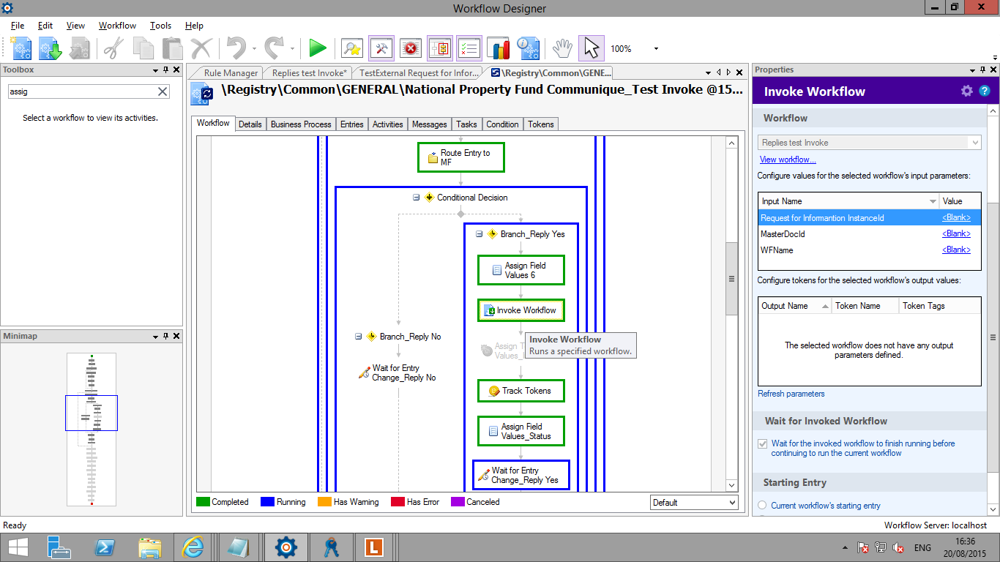 Workflow Designer
File Edit View Workflow Tools Help
100%
Toolbox
assig
Select a workflow to view its activities.
Minimap
Rule Manager
Replies test Invoke*
TestExternal Request for Infor...
\Registry\Common\GENE...
\Registry\Common\GENERAL\National Property Fund Communique_Test Invoke @15...
Workflow Details Business Process Entries Activities Messages Tasks Condition Tokens
Route Entry to
MF
Conditional Decision
Branch_Reply Yes
Assign Field
Values 6
Invoke Workflow
Branch_Reply No
Wait for Entry
Change_Reply No
Assign
Values_
Invoke Workflow
Runs a specified workflow.
Track Tokens
Assign Field
Values_Status
Wait for Entry
Change_Reply Yes
Completed Running Has Warning Has Error Canceled
Default
Properties
Invoke Workflow
Workflow
Replies test Invoke
View workflow...
Configure values for the selected workflow's input parameters:
Input Name Value
Request for Informantion InstanceId <Blank>
MasterDocId <Blank>
WFName <Blank>
Configure tokens for the selected workflow's output values:
Output Name Token Name Token Tags
The selected workflow does not have any output
parameters defined.
Refresh parameters
Wait for Invoked Workflow
Wait for the invoked workflow to finish running before
continuing to run the current workflow
Starting Entry
Current workflow's starting entry
Ready
Workflow Server: localhost
L
ENG
16:36
20/08/2015